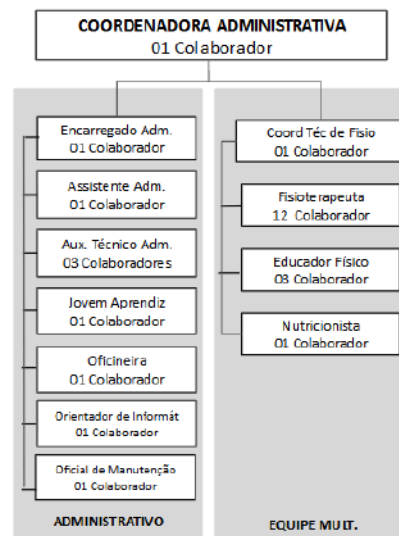 COORDENADORA ADMINISTRATIVA
01 Colaborador
Encarregado Adm.
01 Colaborador
Assistente Adm.
01 Colaborador
Aux. Técnico Adm.
03 Colaboradores
Jovem Aprendiz
01 Colaborador
Oficineira
01 Colaborador
Orientador de Informát
01 Colaborador
Oficial de Manutenção
01 Colaborador
ADMINISTRATIVO
Coord Téc de Fisio
01 Colaborador
Fisioterapeuta
12 Colaborador
Educador Físico
03 Colaborador
Nutricionista
01 Colaborador
EQUIPE MULT.